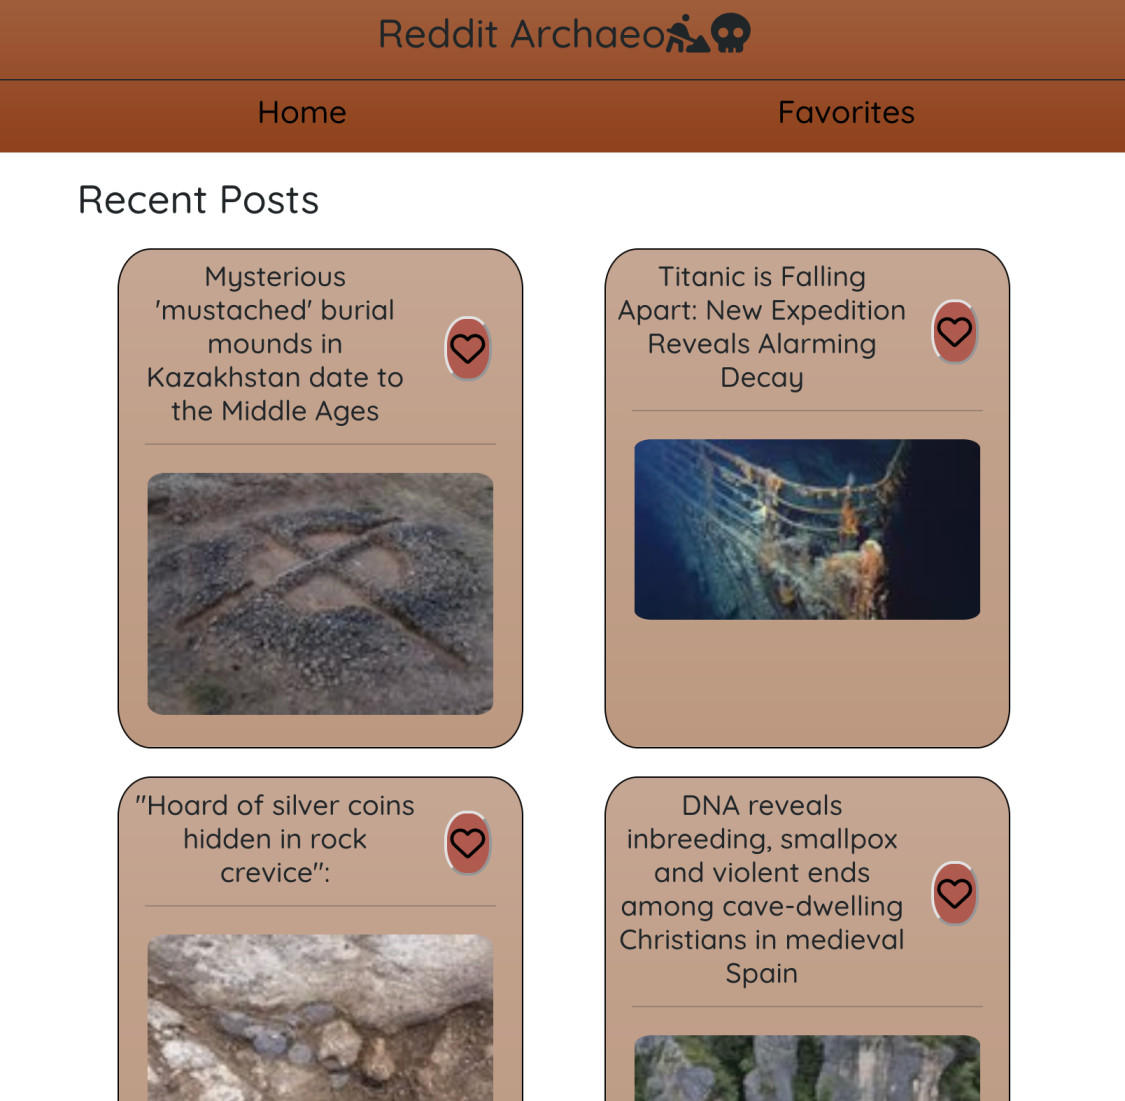 Reddit Archaeo
Home
Favorites
Recent Posts
Mysterious
'mustached' burial
mounds in
Kazakhstan date to
the Middle Ages
Titanic is Falling
Apart: New Expedition
Reveals Alarming
Decay
"Hoard of silver coins
hidden in rock
crevice":
DNA reveals
inbreeding, smallpox
and violent ends
among cave-dwelling
Christians in medieval
Spain